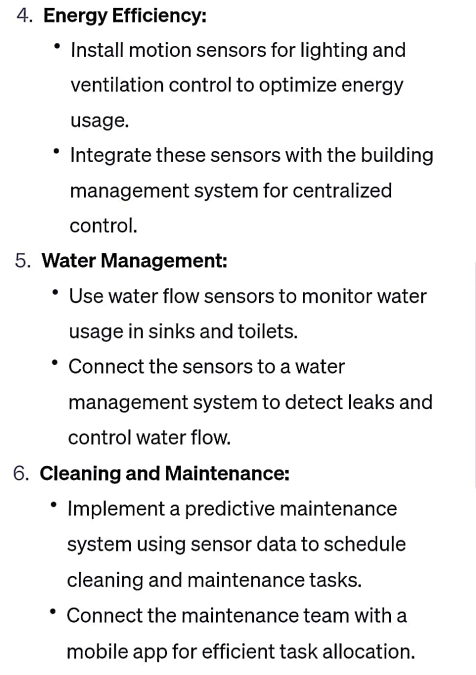 4. Energy Efficiency:
• Install motion sensors for lighting and
ventilation control to optimize energy
usage.
• Integrate these sensors with the building
management system for centralized
control.
5. Water Management:
• Use water flow sensors to monitor water
usage in sinks and toilets.
• Connect the sensors to a water
management system to detect leaks and
control water flow.
6. Cleaning and Maintenance:
• Implement a predictive maintenance
system using sensor data to schedule
cleaning and maintenance tasks.
• Connect the maintenance team with a
mobile app for efficient task allocation.